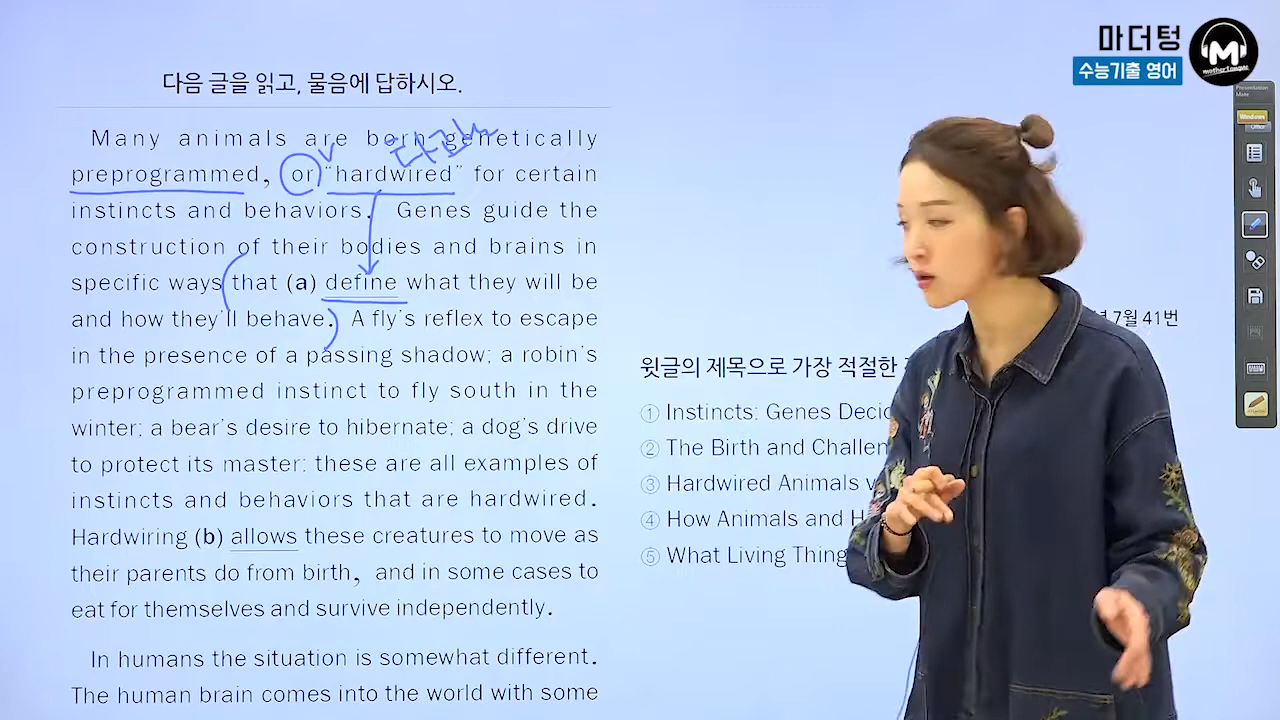 마더텅
수능기출 영어
M
mother tongue
Presentation
Mate
Windows
Office
다음 글을 읽고, 물음에 답하시오.
Many animals are born genetically
preprogrammed, or “hardwired” for certain
instincts and behaviors. Genes guide the
construction of their bodies and brains in
specific ways that (a) define what they will be
and how they’ll behave. A fly’s reflex to escape
in the presence of a passing shadow; a robin’s
preprogrammed instinct to fly south in the
winter; a bear’s desire to hibernate; a dog’s drive
to protect its master: these are all examples of
instincts and behaviors that are hardwired.
Hardwiring (b) allows these creatures to move as
their parents do from birth, and in some cases to
eat for themselves and survive independently.
In humans the situation is somewhat different.
The human brain comes into the world with some
7월 41번
윗글의 제목으로 가장 적절한
① Instincts: Genes
② The Birth and
③ Hardwired Animals
④ How Animals and
⑤ What Living